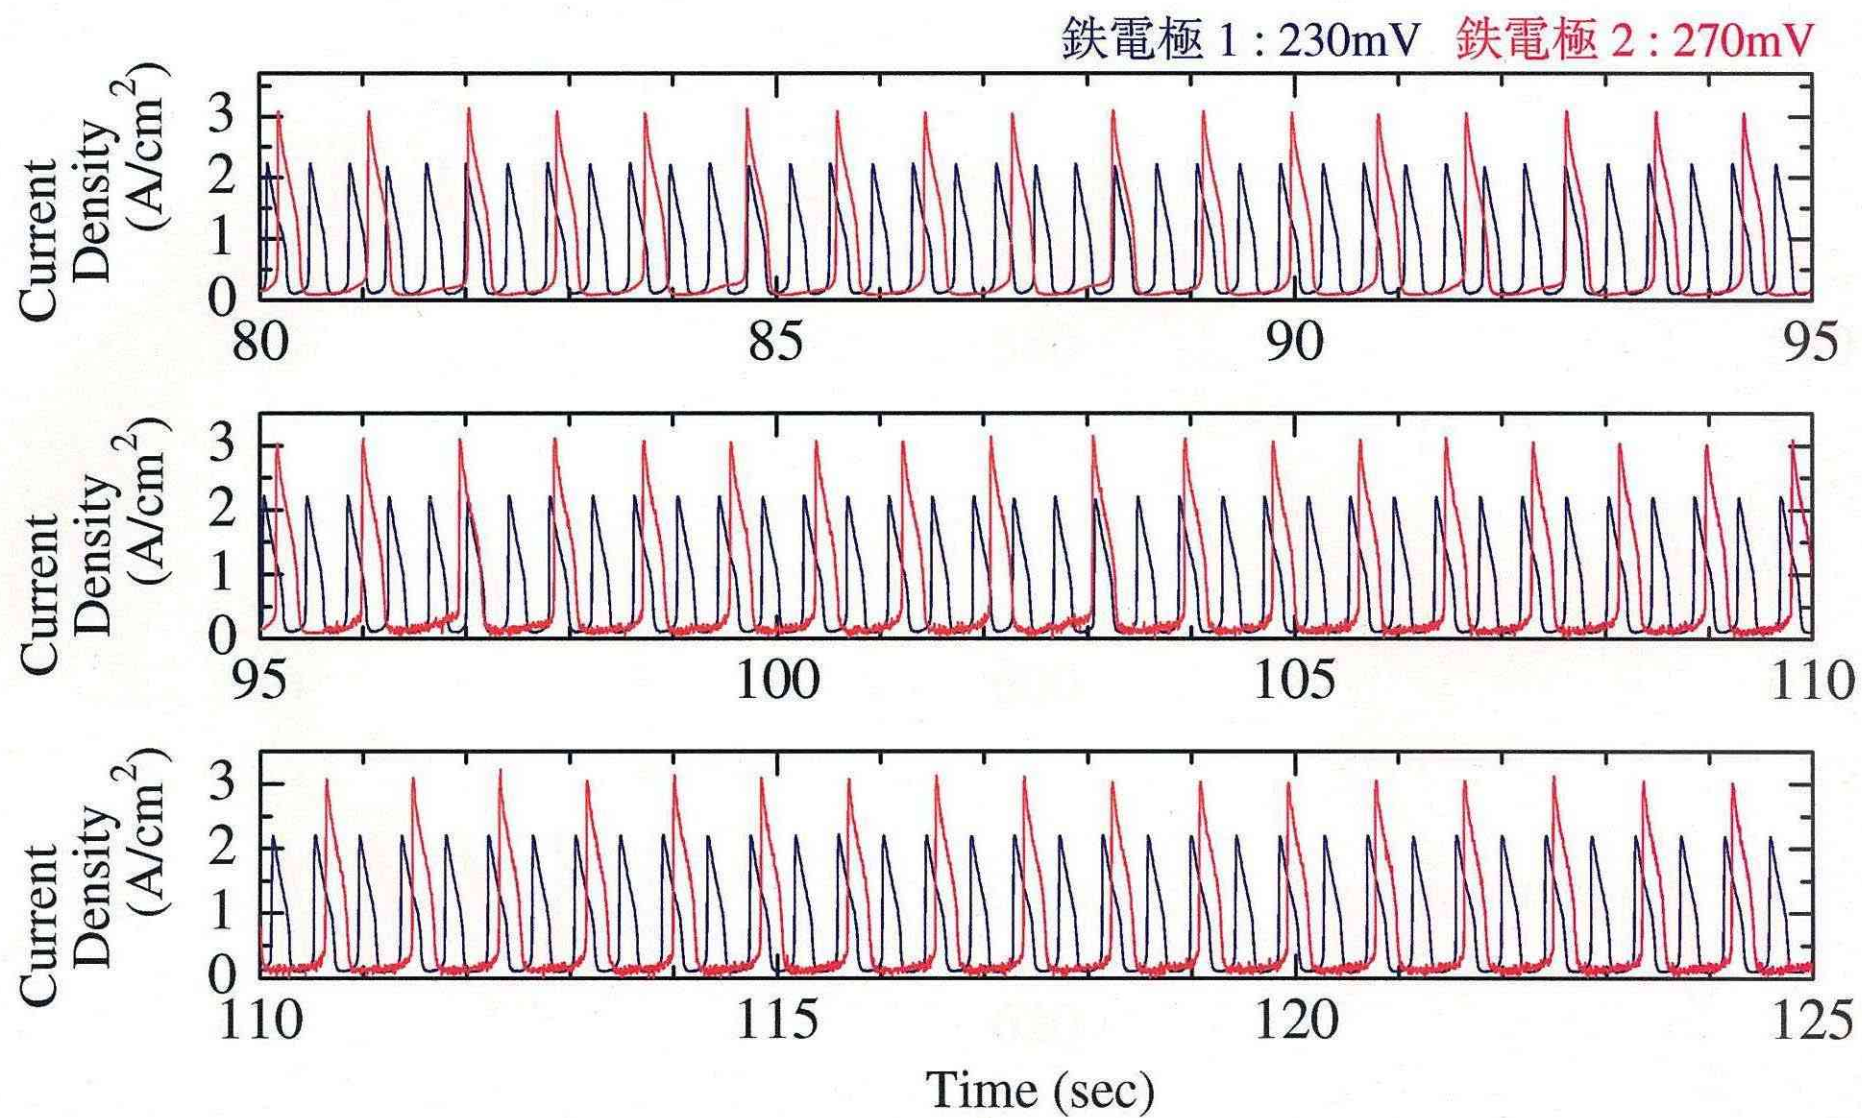 鉄電極 1 : 230mV 鉄電極 2 : 270mV
Current
Density
(A/cm²)
3
2
1
0
80 85 90 95
Current
Density
(A/cm²)
3
2
1
0
95 100 105 110
Current
Density
(A/cm²)
3
2
1
0
110 115 120 125
Time (sec)